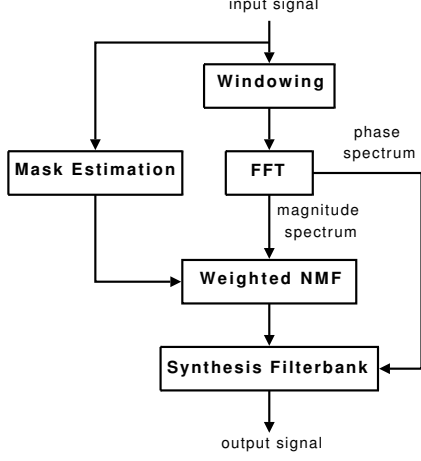 input signal
Windowing
phase
spectrum
Mask Estimation
FFT
magnitude
spectrum
Weighted NMF
Synthesis Filterbank
output signal